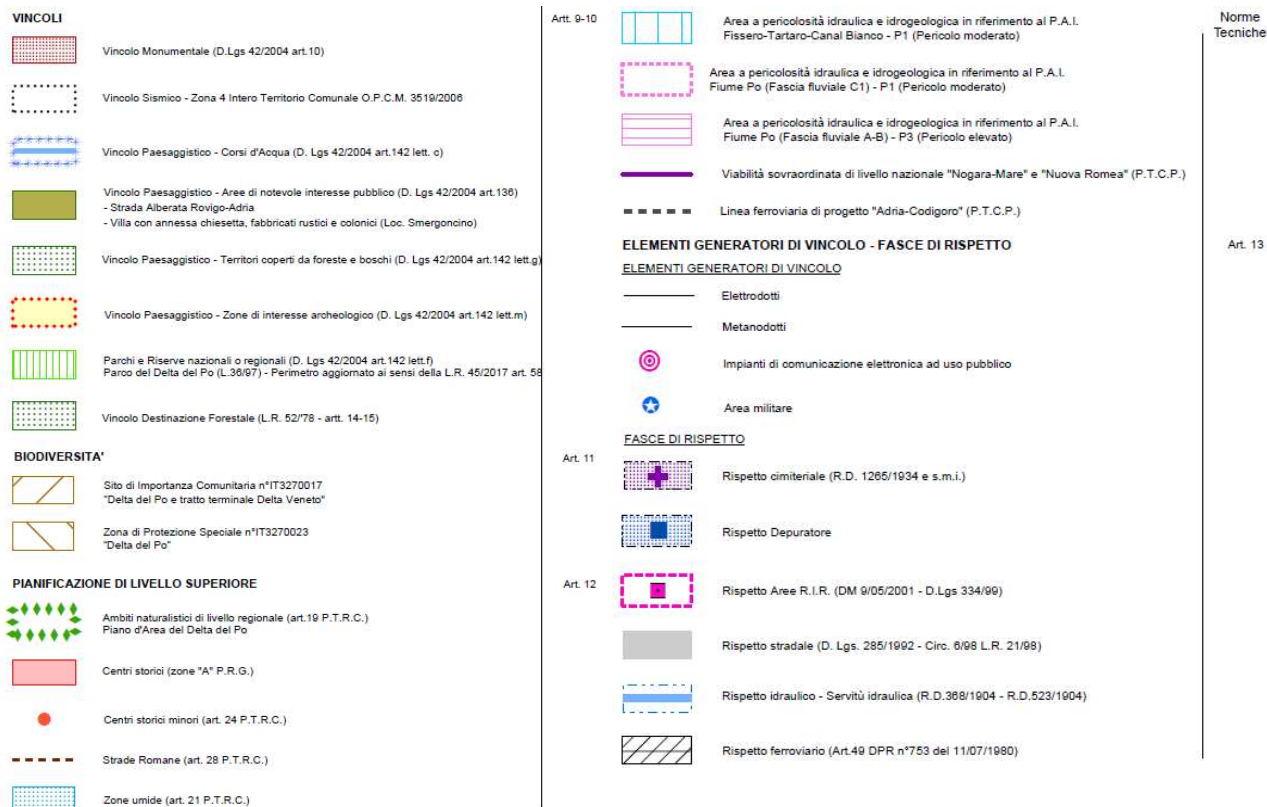 VINCOLI
Artt. 9-10
Vincolo Monumentale (D.Lgs 42/2004 art.10)
Vincolo Sismico - Zona 4 Intero Territorio Comunale O.P.C.M. 3519/2006
Vincolo Paesaggistico - Corsi d'Acqua (D. Lgs 42/2004 art.142 lett. c)
Vincolo Paesaggistico - Aree di notevole interesse pubblico (D. Lgs 42/2004 art.136)
- Strada Alberata Rovigo-Adria
- Villa con annessa chiesetta, fabbricati rustici e colonici (Loc. Smergoncino)
Vincolo Paesaggistico - Territori coperti da foreste e boschi (D. Lgs 42/2004 art.142 lett.g)
Vincolo Paesaggistico - Zone di interesse archeologico (D. Lgs 42/2004 art.142 lett.m)
Parchi e Riserve nazionali o regionali (D. Lgs 42/2004 art.142 lett.f)
Parco del Delta del Po (L.36/97) - Perimetro aggiornato ai sensi della L.R. 45/2017 art. 58
Vincolo Destinazione Forestale (L.R. 52/'78 - artt. 14-15)
BIODIVERSITA'
Art. 11
Sito di Importanza Comunitaria n°IT3270017
"Delta del Po e tratto terminale Delta Veneto"
Zona di Protezione Speciale n°IT3270023
"Delta del Po"
PIANIFICAZIONE DI LIVELLO SUPERIORE
Art. 12
Ambiti naturalistici di livello regionale (art.19 P.T.R.C.)
Piano d'Area del Delta del Po
Centri storici (zone "A" P.R.G.)
Centri storici minori (art. 24 P.T.R.C.)
Strade Romane (art. 28 P.T.R.C.)
Zone umide (art. 21 P.T.R.C.)
Norme
Tecniche
Area a pericolosità idraulica e idrogeologica in riferimento al P.A.I.
Fissero-Tartaro-Canal Bianco - P1 (Pericolo moderato)
Area a pericolosità idraulica e idrogeologica in riferimento al P.A.I.
Fiume Po (Fascia fluviale C1) - P1 (Pericolo moderato)
Area a pericolosità idraulica e idrogeologica in riferimento al P.A.I.
Fiume Po (Fascia fluviale A-B) - P3 (Pericolo elevato)
Viabilità sovraordinata di livello nazionale "Nogara-Mare" e "Nuova Romea" (P.T.C.P.)
Linea ferroviaria di progetto "Adria-Codigoro" (P.T.C.P.)
ELEMENTI GENERATORI DI VINCOLO - FASCE DI RISPETTO
Art. 13
ELEMENTI GENERATORI DI VINCOLO
Elettrodotti
Metanodotti
Impianti di comunicazione elettronica ad uso pubblico
Area militare
FASCE DI RISPETTO
Rispetto cimiteriale (R.D. 1265/1934 e s.m.i.)
Rispetto Depuratore
Rispetto Aree R.I.R. (DM 9/05/2001 - D.Lgs 334/99)
Rispetto stradale (D. Lgs. 285/1992 - Circ. 6/98 L.R. 21/98)
Rispetto idraulico - Servitù idraulica (R.D.368/1904 - R.D.523/1904)
Rispetto ferroviario (Art.49 DPR n°753 del 11/07/1980)